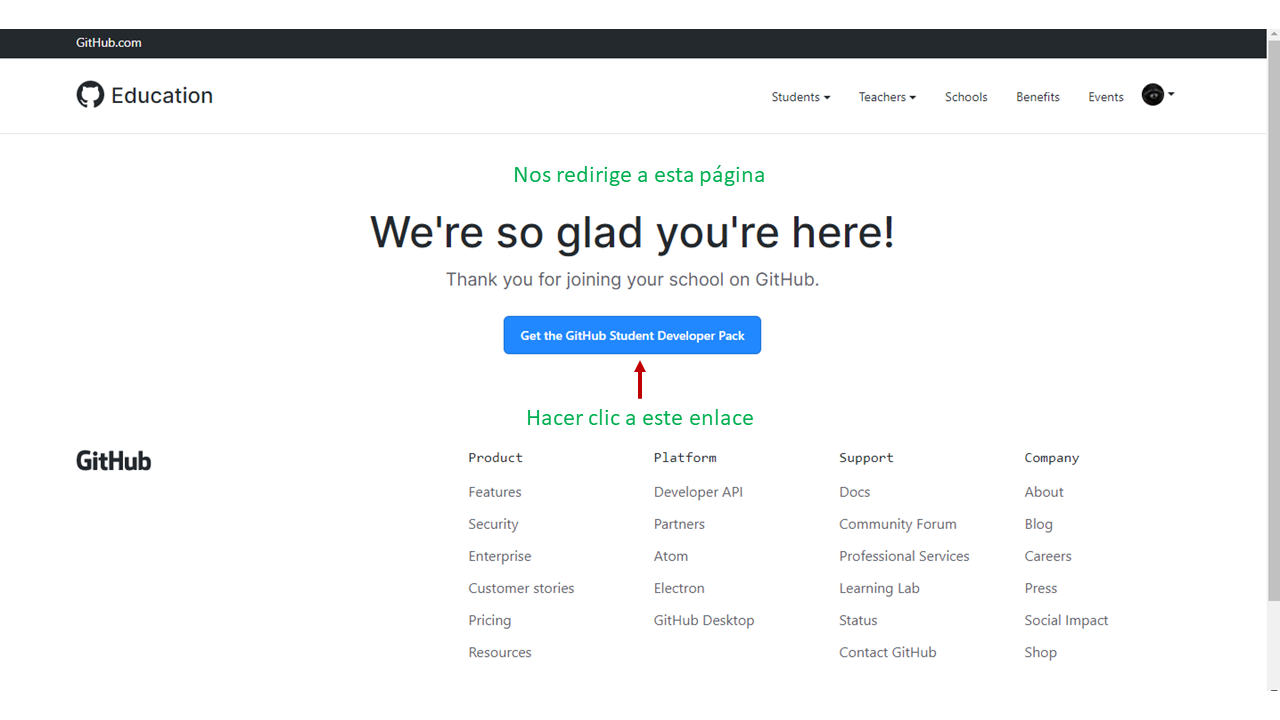 GitHub.com
Education
Students
Teachers
Schools
Benefits
Events
Nos redirige a esta página
We're so glad you're here!
Thank you for joining your school on GitHub.
Get the GitHub Student Developer Pack
Hacer clic a este enlace
GitHub
Product
Features
Security
Enterprise
Customer stories
Pricing
Resources
Platform
Developer API
Partners
Atom
Electron
GitHub Desktop
Support
Docs
Community Forum
Professional Services
Learning Lab
Status
Contact GitHub
Company
About
Blog
Careers
Press
Social Impact
Shop